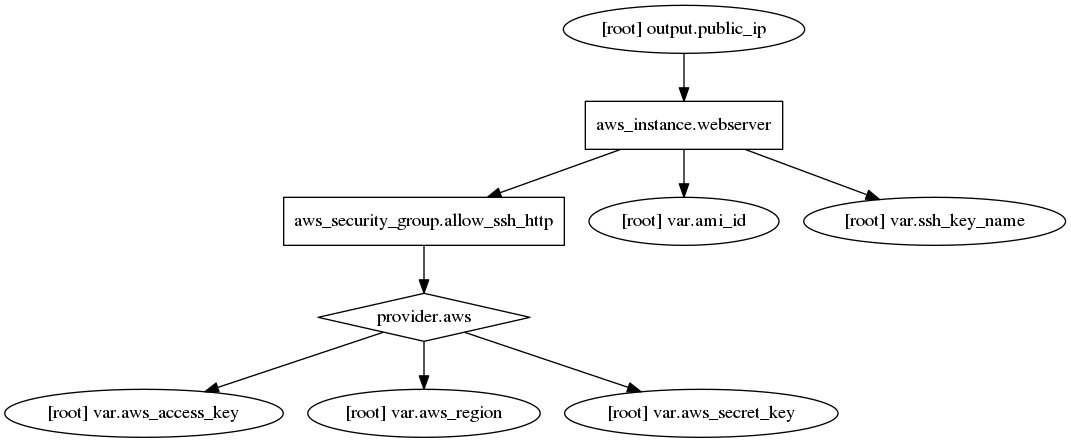 [root] output.public_ip
aws_instance.webserver
aws_security_group.allow_ssh_http
[root] var.ami_id
[root] var.ssh_key_name
provider.aws
[root] var.aws_access_key
[root] var.aws_region
[root] var.aws_secret_key